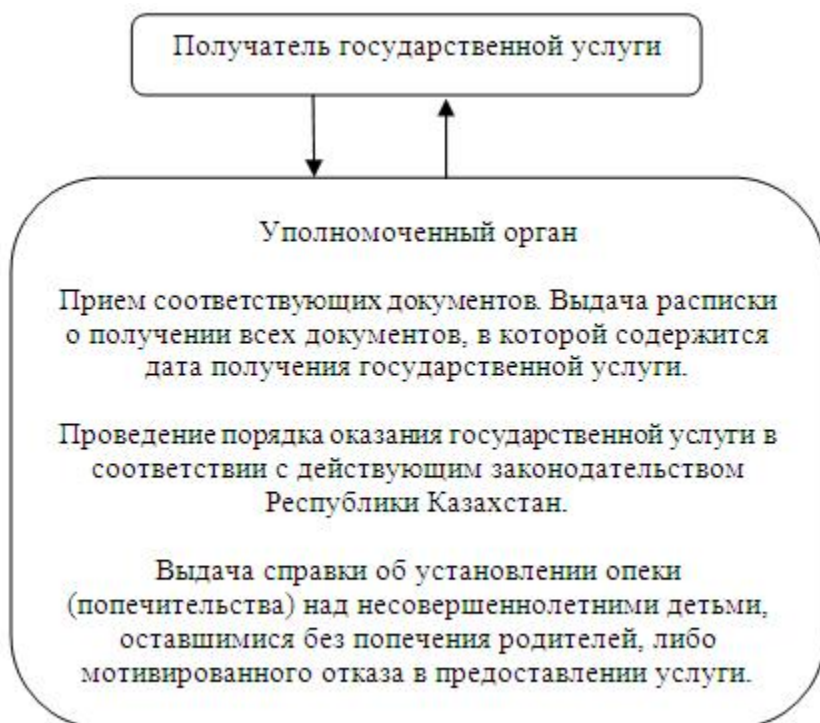 Получатель государственной услуги
Уполномоченный орган
Прием соответствующих документов. Выдача расписки
о получении всех документов, в которой содержится
дата получения государственной услуги.
Проведение порядка оказания государственной услуги в
соответствии с действующим законодательством
Республики Казахстан.
Выдача справки об установлении опеки
(попечительства) над несовершеннолетними детьми,
оставшимися без попечения родителей, либо
мотивированного отказа в предоставлении услуги.